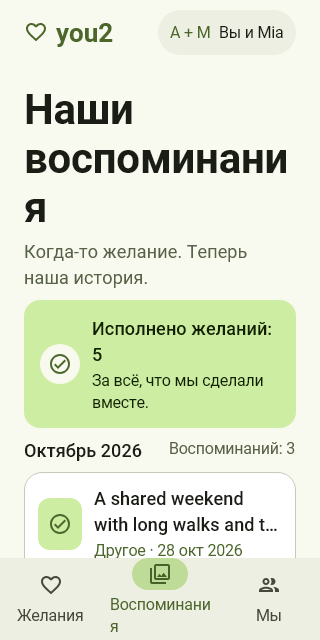 you2
A + M Вы и Mia
Наши
воспоминани
я
Когда-то желание. Теперь
наша история.
Исполнено желаний:
5
За всё, что мы сделали
вместе.
Октябрь 2026 Воспоминаний: 3
A shared weekend
with long walks and t…
Другое · 28 окт 2026
Желания
Воспоминани
я
Мы